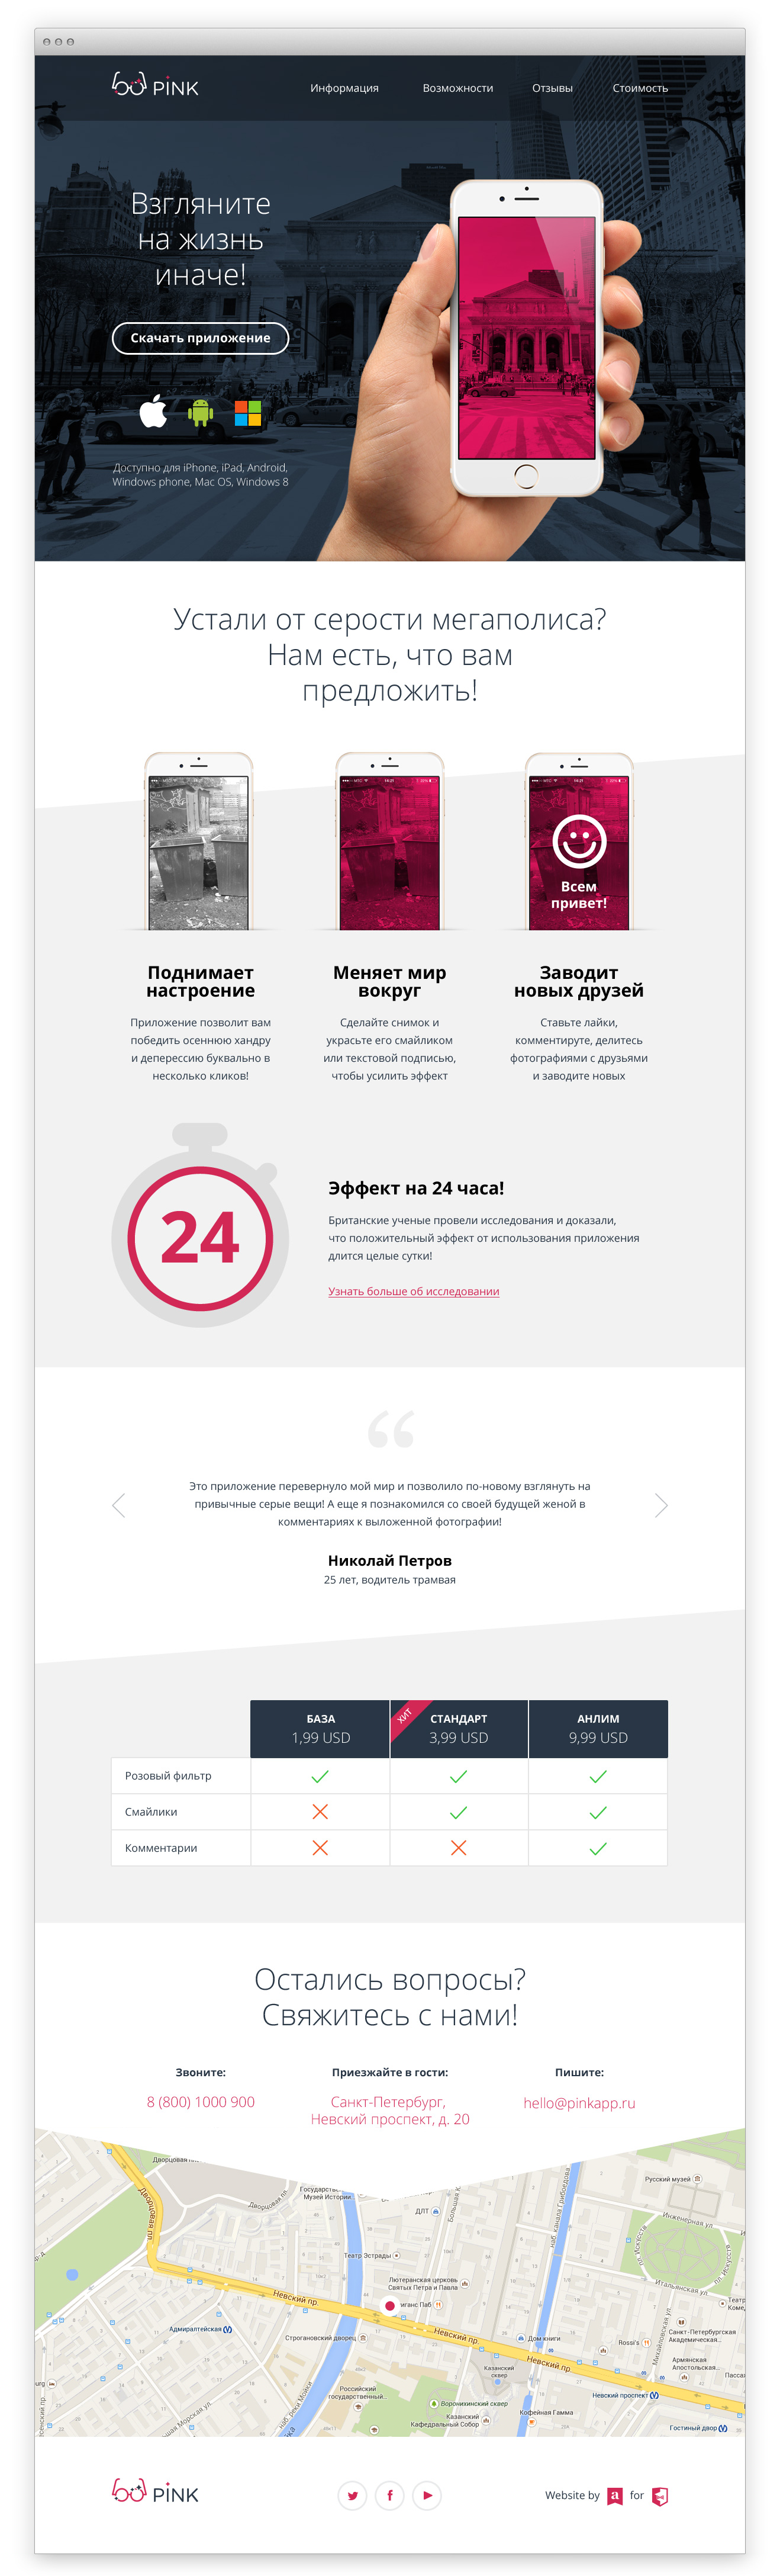 PINK
Информация Возможности Отзывы Стоимость
Взгляните
на жизнь
иначе!
Скачать приложение
Доступно для iPhone, iPad, Android,
Windows phone, Mac OS, Windows 8
Устали от серости мегаполиса?
Нам есть, что вам
предложить!
Всем
привет!
Поднимает
настроение
Приложение позволит вам
победить осеннюю хандру
и депрессию буквально в
несколько кликов!
Меняет мир
вокруг
Сделайте снимок и
украсьте его смайликом
или текстовой подписью,
чтобы усилить эффект
Заводит
новых друзей
Ставьте лайки,
комментируте, делитесь
фотографиями с друзьями
и заводите новых
24
Эффект на 24 часа!
Британские ученые провели исследования и доказали,
что положительный эффект от использования приложения
длится целые сутки!
Узнать больше об исследовании
“
Это приложение перевернуло мой мир и позволило по-новому взглянуть на
привычные серые вещи! А еще я познакомился со своей будущей женой в
комментариях к выложенной фотографии!
Николай Петров
25 лет, водитель трамвая
БАЗА ХИТ СТАНДАРТ АНЛИМ
1,99 USD 3,99 USD 9,99 USD
Розовый фильтр
Смайлики
Комментарии
Остались вопросы?
Свяжитесь с нами!
Звоните: Приезжайте в гости: Пишите:
8 (800) 1000 900
Санкт-Петербург,
Невский проспект, д. 20
hello@pinkapp.ru
Дворцовая пл
Русский музей
Музей Истории
Дворцовая пл.
ДЛТ
Большая К
наб. канала Грибоедова
Инженерная ул.
Театр Эстрады
Итальянская ул.
Лютеранская церковь
Святых Петра и Павла
Невский пр.
иганс Паб
Адмиралтейская
Строгановский дворец
Невский пр.
Дом книги
Rossi's
Санкт-Петербургская
Академическая...
Казанский
сквер
Невский пр.
Армянская
Апостольская...
Российский
государственный...
Невский проспект
Воронихинский сквер
наб. реки Мойки
Казанский
Кафедральный Собор
Кофейная Гамма
Гостиный двор
PINK
Website by a for